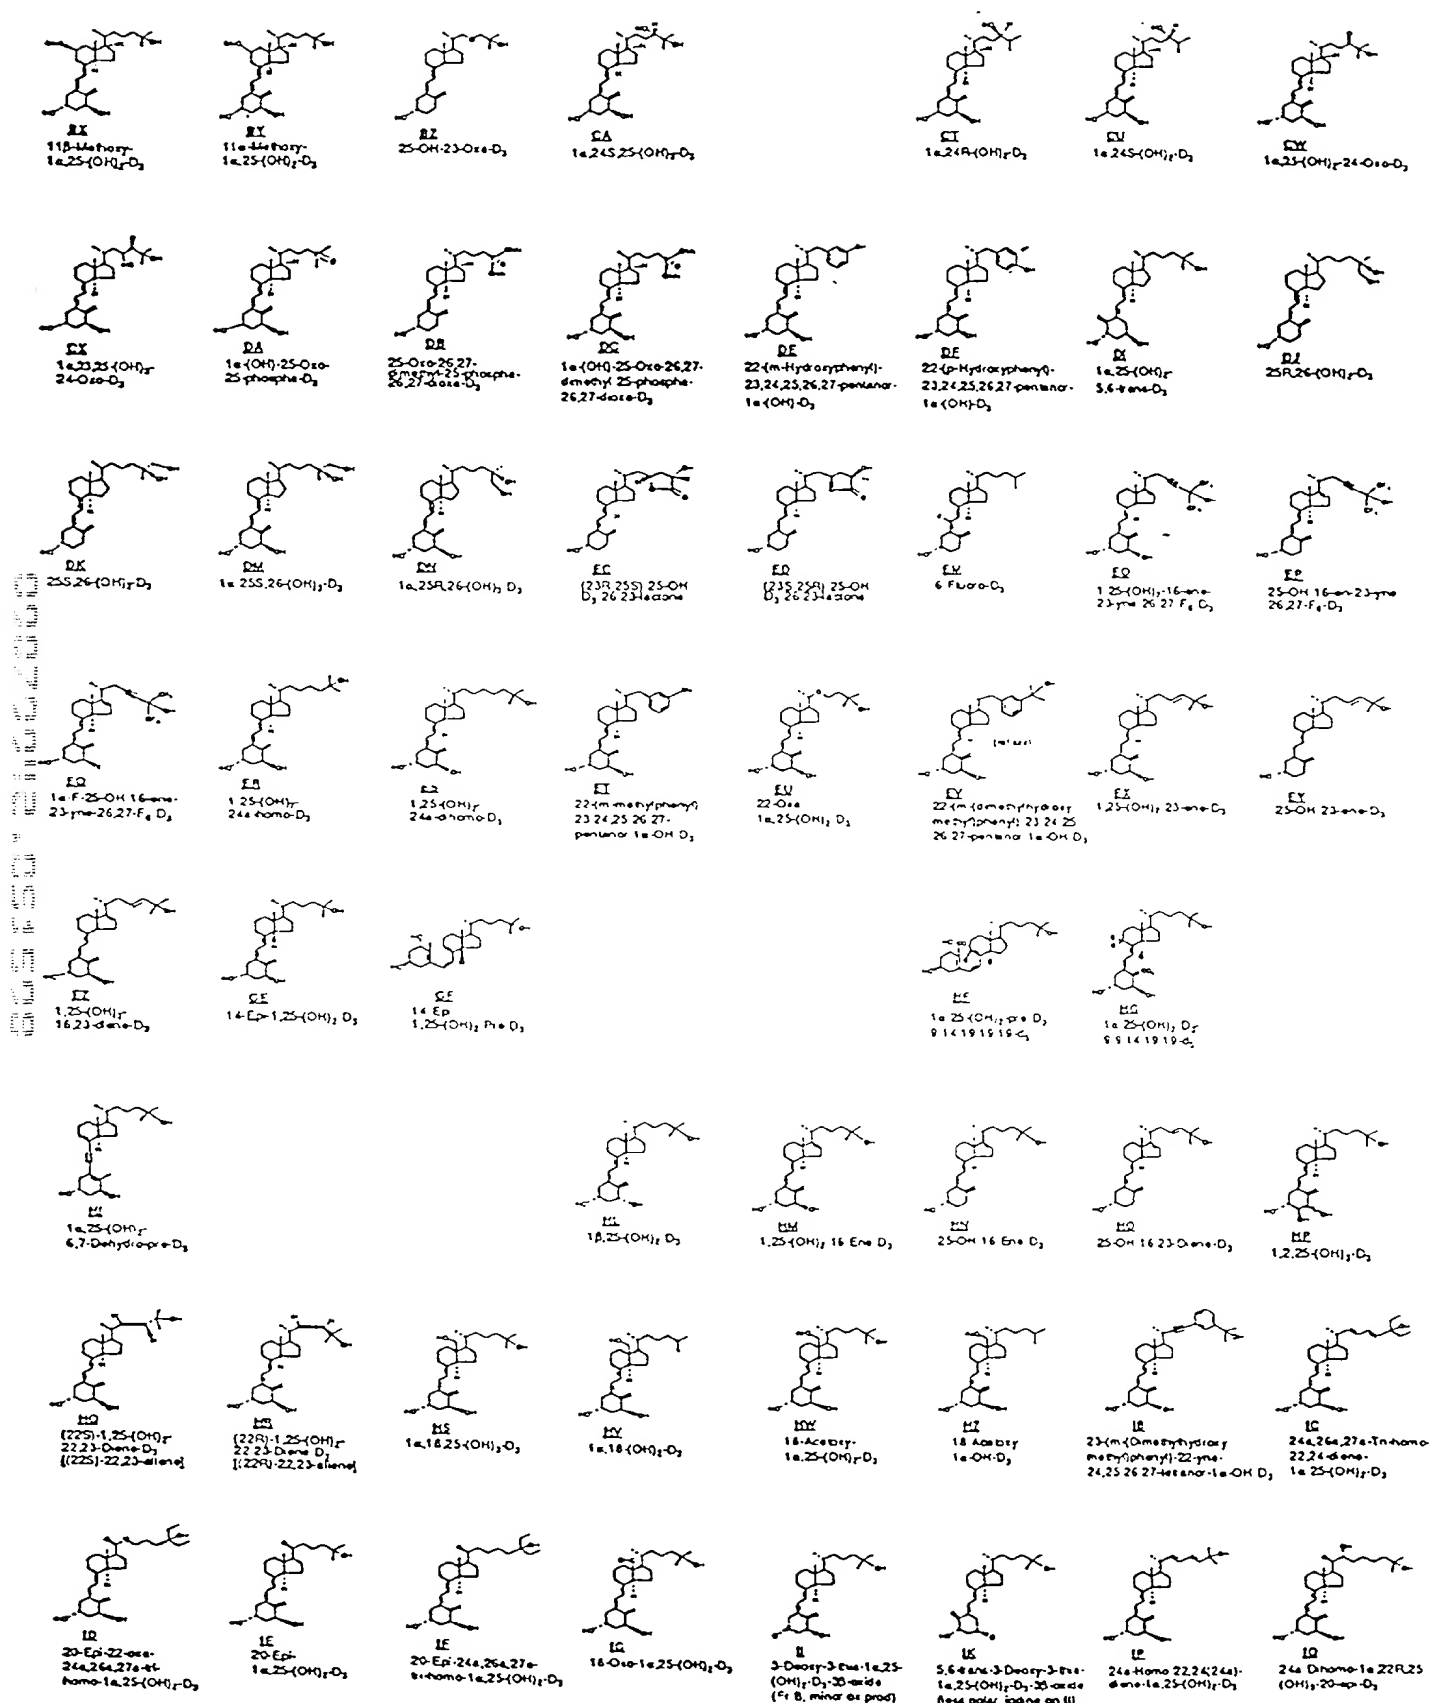 BX
11β-Methoxy-
1α,25-(OH)₂-D₃
BY
11α-Methoxy-
1α,25-(OH)₂-D₃
BZ
25-OH-23-Oxa-D₃
CA
1α,24S,25-(OH)₃-D₃
CT
1α,24R-(OH)₂-D₃
CU
1α,24S-(OH)₂-D₃
CW
1α,25-(OH)₂-24-Oxo-D₃
CX
1α,23,25-(OH)₃-
24-Oxo-D₃
DA
1α-(OH)-25-Oxo-
25-phospho-D₃
DB
25-Oxo-26,27-
dimethyl-25-phospho-
26,27-dioxa-D₃
DC
1α-(OH)-25-Oxo-26,27-
dimethyl 25-phospho-
26,27-dioxa-D₃
DE
22-(m-Hydroxyphenyl)-
23,24,25,26,27-pentanor-
1α-(OH)-D₃
DF
22-(p-Hydroxyphenyl)-
23,24,25,26,27-pentanor-
1α-(OH)-D₃
DI
1α,25-(OH)₂-
5,6-trans-D₃
DJ
25R,26-(OH)₂-D₃
DK
25S,26-(OH)₂-D₃
1α,25S,26-(OH)₃-D₃
1α,25R,26-(OH)₃ D₃
EC
(23R,25S) 25-OH
D₃ 26 23-lactone
ED
(23S,25R) 25-OH
D₃ 26 23-lactone
6 Fluoro-D₃
EO
1 25-(OH)₂-16-ene-
23-yne 26 27 F₆ D₃
EP
25-OH 16-en-23-yne
26,27-F₆-D₃
EQ
1α-F-25-OH 16-ene-
23-yne-26,27-F₆ D₃
ER
1 25-(OH)₂-
24a-homo-D₃
ES
1,25-(OH)₂-
24a-dihomo-D₃
ET
22-(m-methylphenyl)
23 24,25 26 27-
pentanor 1α-OH D₃
EU
22-Oxa
1α,25-(OH)₂ D₃
EV
22-(m-(dimethylhydroxy
methyl)phenyl) 23 24 25
26 27-pentanor 1α-OH D₃
EX
1,25-(OH)₂ 23-ene-D₃
EY
25-OH 23-ene-D₃
EZ
1,25-(OH)₂-
16,23-diene-D₃
GE
14-Epi-1,25-(OH)₂ D₃
GF
14 Epi
1,25-(OH)₂ Pre D₃
HF
1α 25-(OH)₂-pre D₃
9 14 19 19 19-d₅
HG
1α 25-(OH)₂ D₃-
9 9 14 19 19 19-d₆
1α,25-(OH)₂-
6,7-Dehydro-pre-D₃
HL
1β,25-(OH)₂ D₃
HM
1,25-(OH)₂ 16 Ene D₃
HN
25-OH 16 Ene D₃
HO
25-OH 16 23-Diene-D₃
HP
1,2,25-(OH)₃-D₃
HQ
(22S)-1,25-(OH)₂-
22,23-Diene-D₃
[(22S)-22,23-allene]
HR
(22R)-1,25-(OH)₂-
22 23-Diene D₃
[(22R)-22,23-allene]
HS
1α,18,25-(OH)₃-D₃
HV
1α,18-(OH)₂-D₃
HW
18-Acetoxy-
1α,25-(OH)₂-D₃
HZ
18 Acetoxy
1α-OH-D₃
IB
23-(m-(Dimethylhydroxy
methyl)phenyl)-22-yne-
24,25 26 27-tetranor-1α-OH D₃
IC
24a,26a,27a-Tri-homo-
22,24-diene-
1α 25-(OH)₂-D₃
ID
20-Epi-22-oxa-
24a,26a,27a-tri-
homo-1α,25-(OH)₂-D₃
IE
20-Epi-
1α,25-(OH)₂-D₃
IF
20-Epi-24a,26a,27a-
tri-homo-1α,25-(OH)₂-D₃
IG
18-Oxo-1α,25-(OH)₂-D₃
3-Deoxy-3-thia-1α,25-
(OH)₂-D₃-3β-oxide
(Fr B, minor ox prod)
IK
5,6-trans-3-Deoxy-3-thia-
1α,25-(OH)₂-D₃-3β-oxide
IP
24a-Homo 22,24(24a)-
diene-1α,25-(OH)₂-D₃
IQ
24a Dihomo-1α 22R,25
(OH)₃-20-epi-D₃